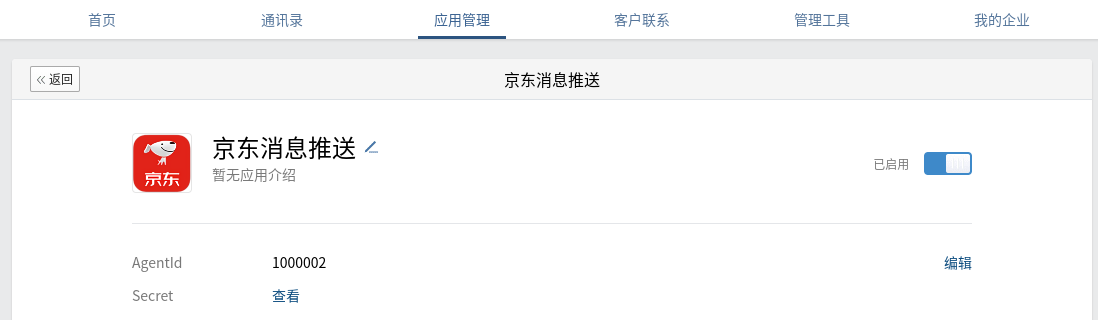 首页 通讯录 应用管理 客户联系 管理工具 我的企业
返回 京东消息推送
京东
京东消息推送
暂无应用介绍
已启用
AgentId 1000002 编辑
Secret 查看